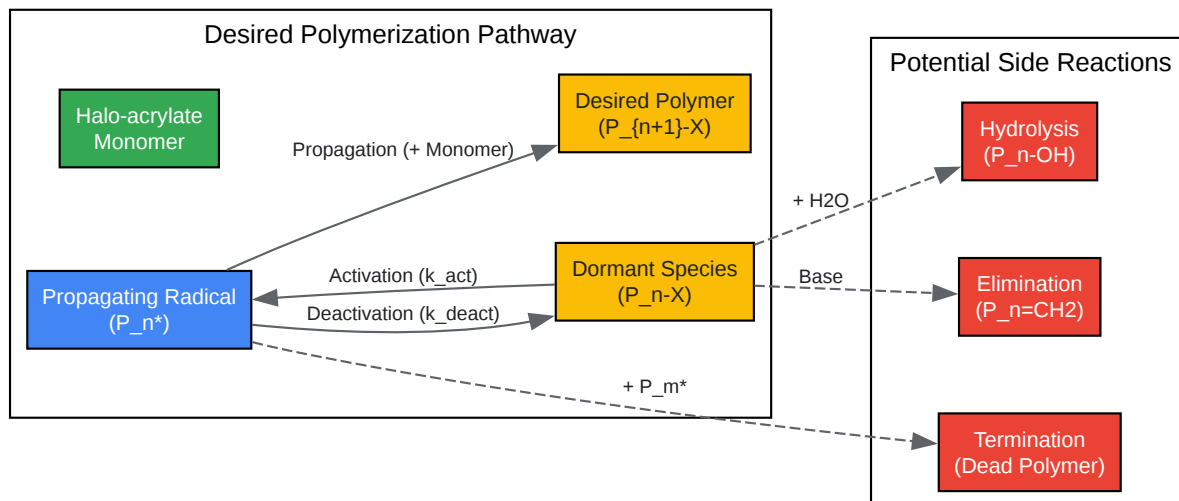 Desired Polymerization Pathway
Halo-acrylate
Monomer
Desired Polymer
(P_{n+1}-X)
Propagation (+ Monomer)
Propagating Radical
(P_n*)
Activation (k_act)
Deactivation (k_deact)
Dormant Species
(P_n-X)
+ H2O
Base
+ P_m*
Potential Side Reactions
Hydrolysis
(P_n-OH)
Elimination
(P_n=CH2)
Termination
(Dead Polymer)